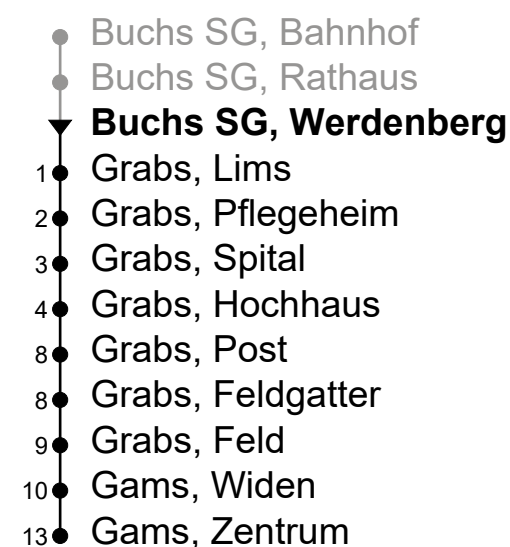 Buchs SG, Bahnhof
Buchs SG, Rathaus
Buchs SG, Werdenberg
1 Grabs, Lims
2 Grabs, Pflegeheim
3 Grabs, Spital
4 Grabs, Hochhaus
8 Grabs, Post
8 Grabs, Feldgatter
9 Grabs, Feld
10 Gams, Widen
13 Gams, Zentrum